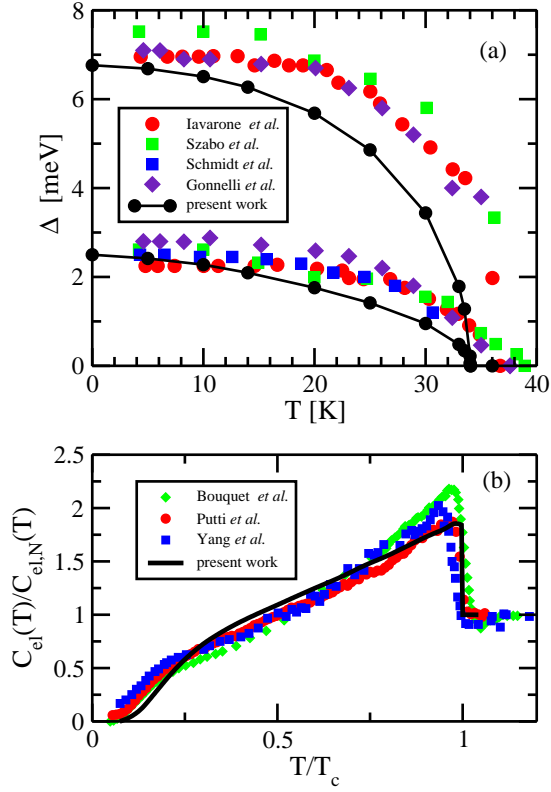 8
(a)
6
Iavarone et al.
Szabo et al.
Schmidt et al.
Gonnelli et al.
present work
4
2
0
Δ [meV]
0 10 20 30 40
T [K]
2.5
(b)
Bouquet et al.
Putti et al.
Yang et al.
present work
2
1.5
1
0.5
0
C_el(T)/C_el,N(T)
0 0.5 1
T/T_c